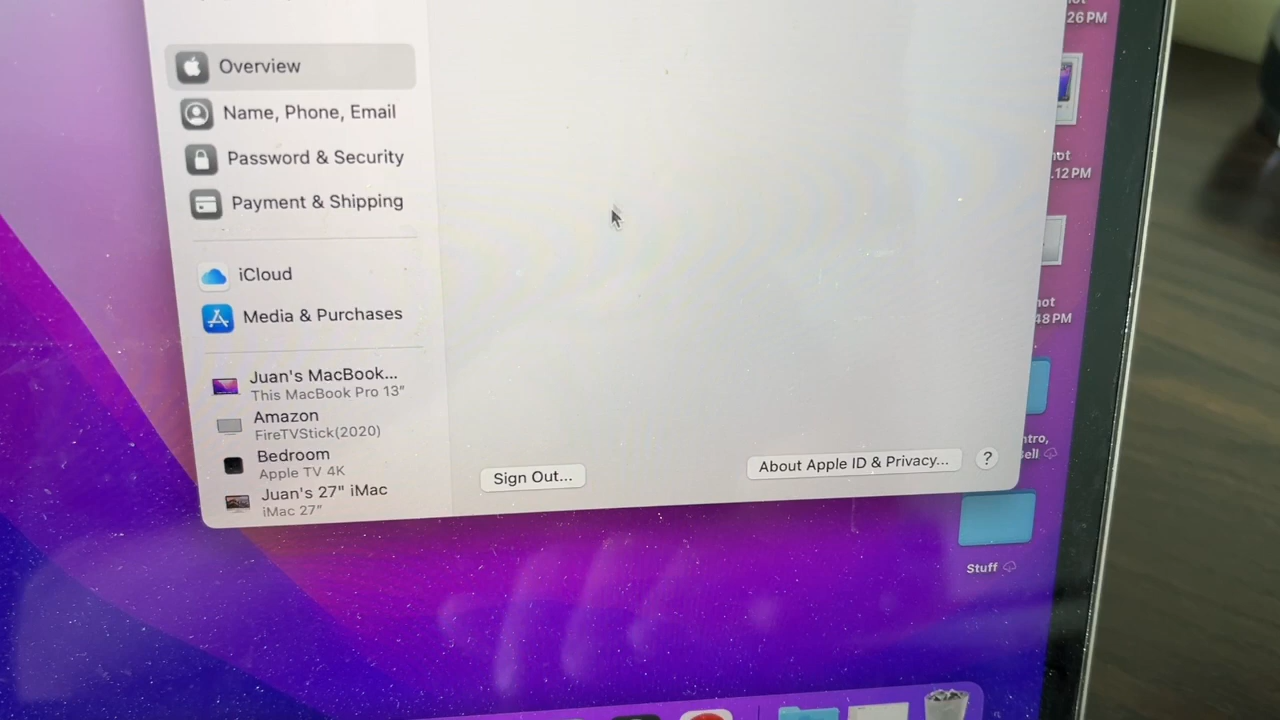 26 PM
Overview
Name, Phone, Email
Password & Security
.12 PM
Payment & Shipping
iCloud
Media & Purchases
48 PM
Juan's MacBook...
This MacBook Pro 13"
Amazon
FireTVStick(2020)
Bedroom
Apple TV 4K
Juan's 27" iMac
iMac 27"
Sign Out...
About Apple ID & Privacy...
?
Stuff